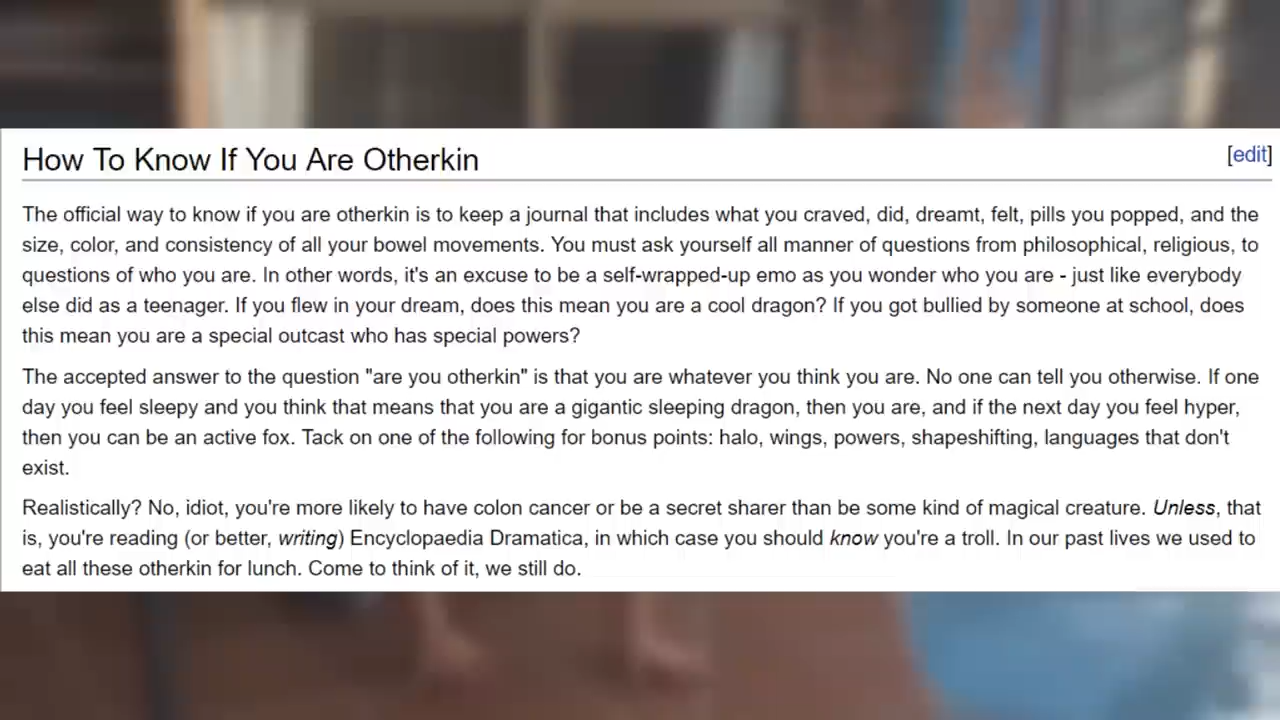 How To Know If You Are Otherkin
[edit]
The official way to know if you are otherkin is to keep a journal that includes what you craved, did, dreamt, felt, pills you popped, and the
size, color, and consistency of all your bowel movements. You must ask yourself all manner of questions from philosophical, religious, to
questions of who you are. In other words, it's an excuse to be a self-wrapped-up emo as you wonder who you are - just like everybody
else did as a teenager. If you flew in your dream, does this mean you are a cool dragon? If you got bullied by someone at school, does
this mean you are a special outcast who has special powers?
The accepted answer to the question "are you otherkin" is that you are whatever you think you are. No one can tell you otherwise. If one
day you feel sleepy and you think that means that you are a gigantic sleeping dragon, then you are, and if the next day you feel hyper,
then you can be an active fox. Tack on one of the following for bonus points: halo, wings, powers, shapeshifting, languages that don't
exist.
Realistically? No, idiot, you're more likely to have colon cancer or be a secret sharer than be some kind of magical creature. Unless, that
is, you're reading (or better, writing) Encyclopaedia Dramatica, in which case you should know you're a troll. In our past lives we used to
eat all these otherkin for lunch. Come to think of it, we still do.